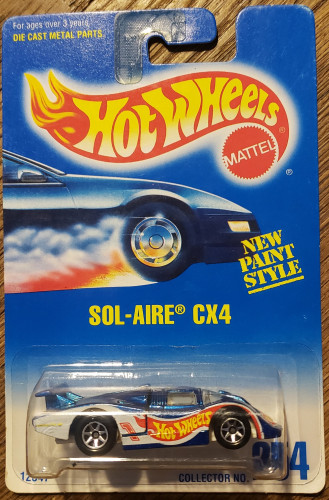 For ages over 3 years.
DIE CAST METAL PARTS
HOT WHEELS
®
MATTEL
®
NEW
PAINT
STYLE
SOL-AIRE® CX4
1
HOT WHEELS
COLLECTOR NO.